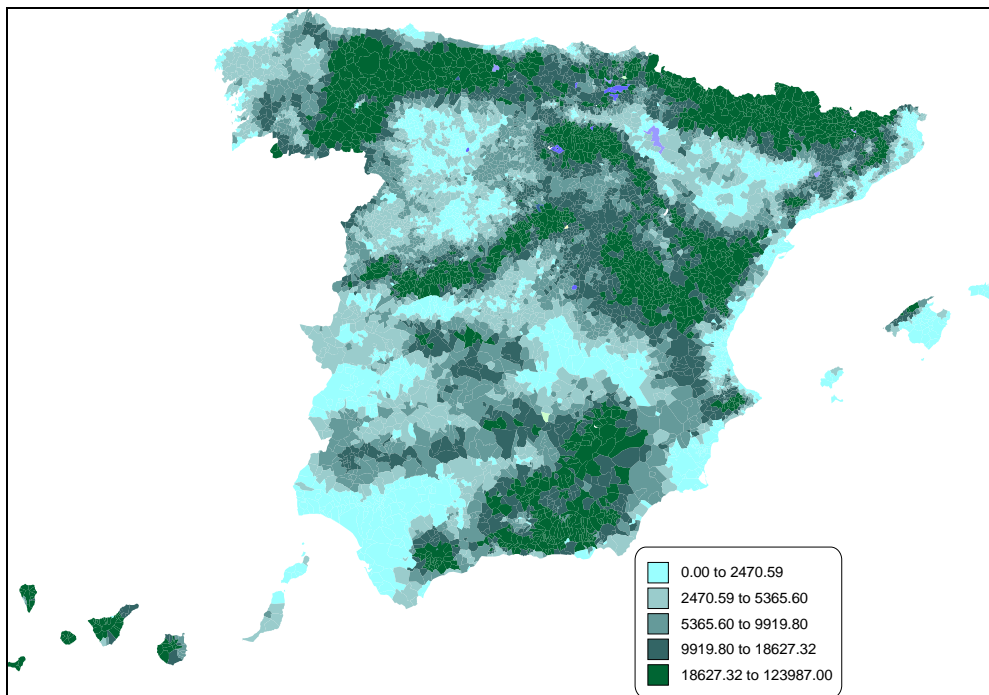 0.00 to 2470.59
2470.59 to 5365.60
5365.60 to 9919.80
9919.80 to 18627.32
18627.32 to 123987.00